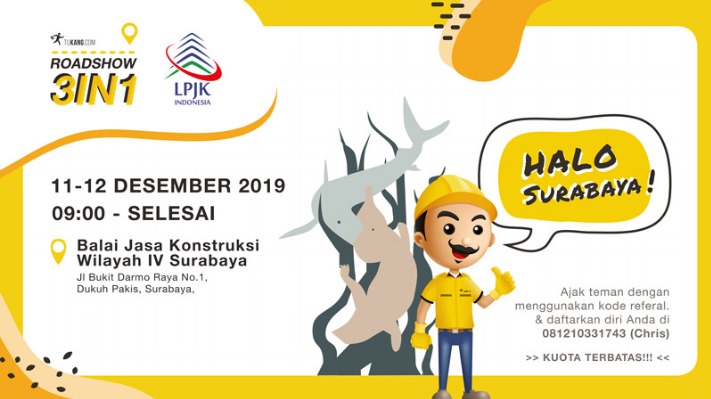 TUKANG.COM
ROADSHOW
3IN1
LPJK
INDONESIA
11-12 DESEMBER 2019
09:00 - SELESAI
Balai Jasa Konstruksi
Wilayah IV Surabaya
Jl Bukit Darmo Raya No.1,
Dukuh Pakis, Surabaya,
HALO
SURABAYA!
Ajak teman dengan
menggunakan kode referal.
& daftarkan diri Anda di
081210331743 (Chris)
>> KUOTA TERBATAS!!! <<